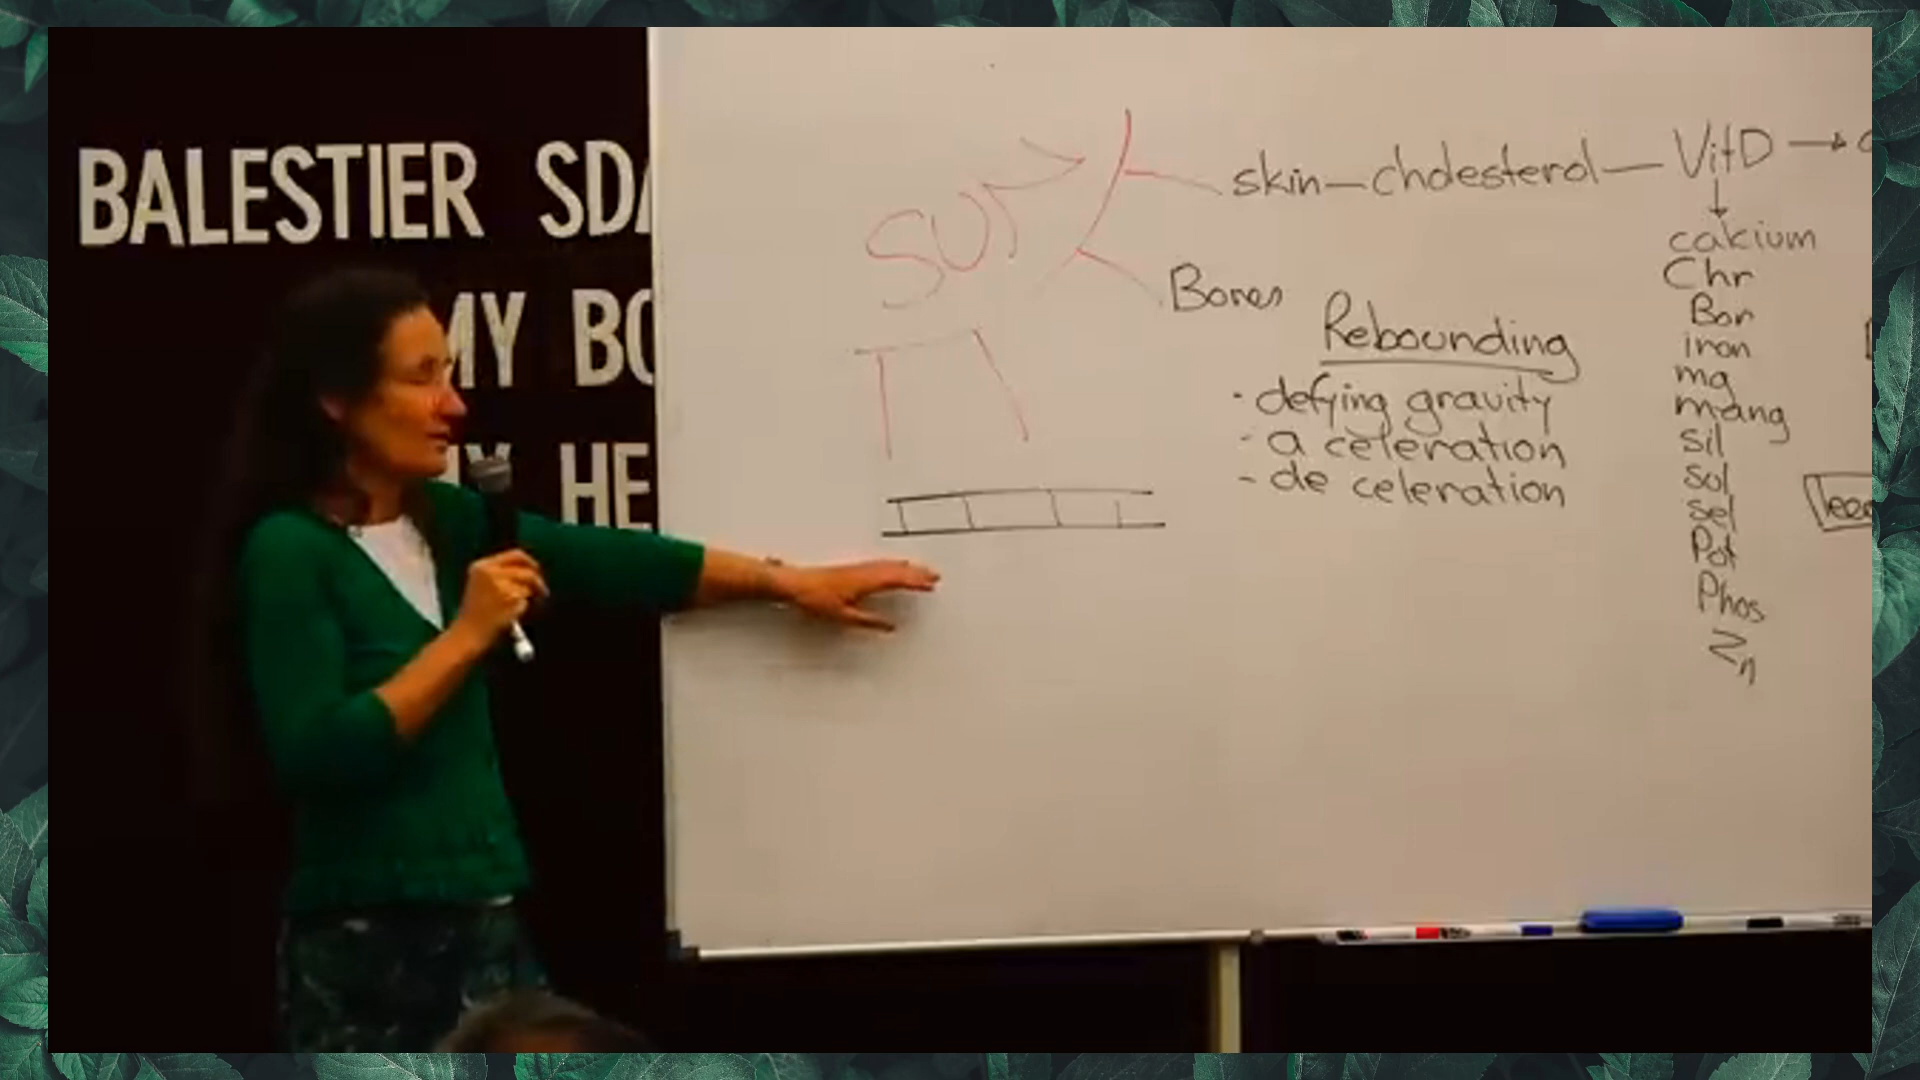 BALESTIER SDA
MY BO
HE
sun
skin - cholesterol - VitD →
calcium
Chr
Bor
iron
mg
mang
sil
sol
sel
Pot
Phos
Zn
Bones
Rebounding
- defying gravity
- a celeration
- de celeration